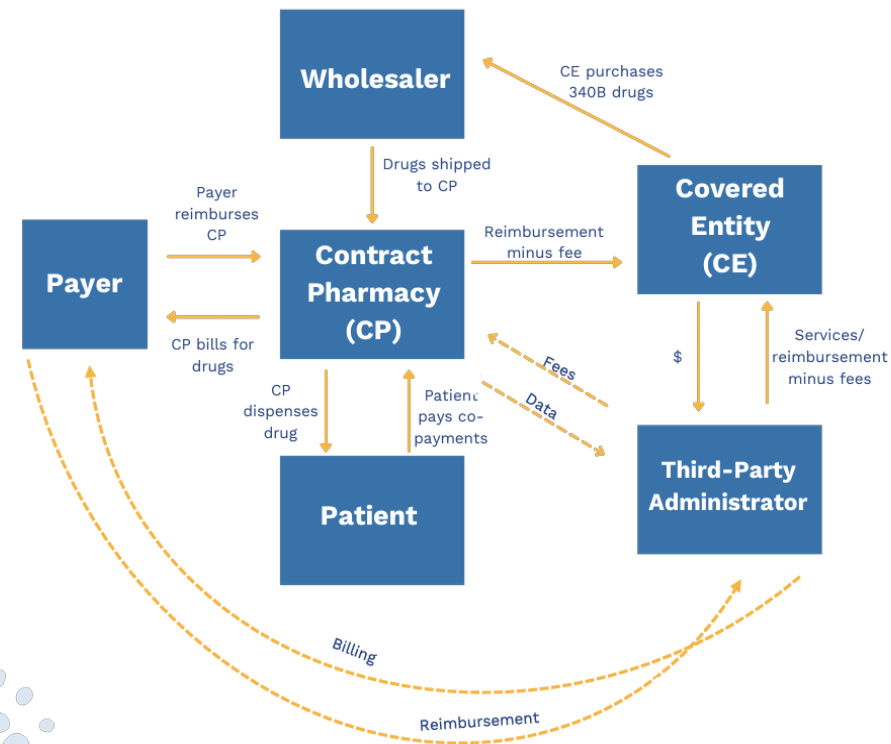 Wholesaler
CE purchases
340B drugs
Drugs shipped
to CP
Covered
Entity
(CE)
Payer
reimburses
CP
Contract
Pharmacy
(CP)
Reimbursement
minus fee
Payer
CP bills for
drugs
$
Services/
reimbursement
minus fees
Fees
Data
CP
dispenses
drug
Patient
pays co-
payments
Third-Party
Administrator
Patient
Billing
Reimbursement